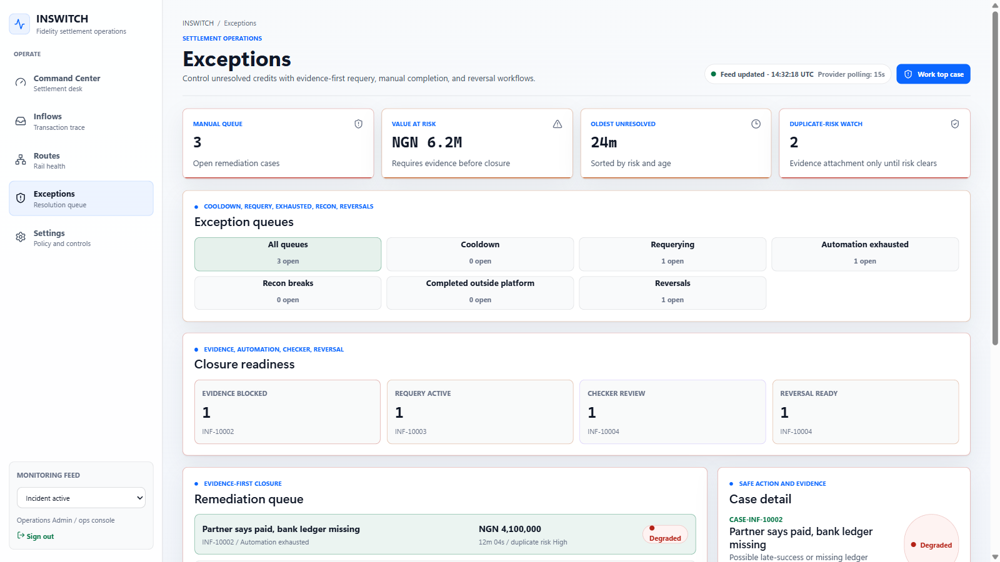 INSWITCH
Fidelity settlement operations
OPERATE
Command Center
Settlement desk
Inflows
Transaction trace
Routes
Rail health
Exceptions
Resolution queue
Settings
Policy and controls
MONITORING FEED
Incident active
Operations Admin / ops console
Sign out
INSWITCH / Exceptions
SETTLEMENT OPERATIONS
Exceptions
Control unresolved credits with evidence-first requery, manual completion, and reversal workflows.
Feed updated - 14:32:18 UTC Provider polling: 15s
Work top case
MANUAL QUEUE
3
Open remediation cases
VALUE AT RISK
NGN 6.2M
Requires evidence before closure
OLDEST UNRESOLVED
24m
Sorted by risk and age
DUPLICATE-RISK WATCH
2
Evidence attachment only until risk clears
COOLDOWN, REQUERY, EXHAUSTED, RECON, REVERSALS
Exception queues
All queues
3 open
Cooldown
0 open
Requerying
1 open
Automation exhausted
1 open
Recon breaks
0 open
Completed outside platform
0 open
Reversals
1 open
EVIDENCE, AUTOMATION, CHECKER, REVERSAL
Closure readiness
EVIDENCE BLOCKED
1
INF-10002
REQUERY ACTIVE
1
INF-10003
CHECKER REVIEW
1
INF-10004
REVERSAL READY
1
INF-10004
EVIDENCE-FIRST CLOSURE
Remediation queue
Partner says paid, bank ledger missing
INF-10002 / Automation exhausted
NGN 4,100,000
12m 04s / duplicate risk High
Degraded
SAFE ACTION AND EVIDENCE
Case detail
CASE-INF-10002
Partner says paid, bank ledger
missing
Possible late-success or missing ledger
Degraded